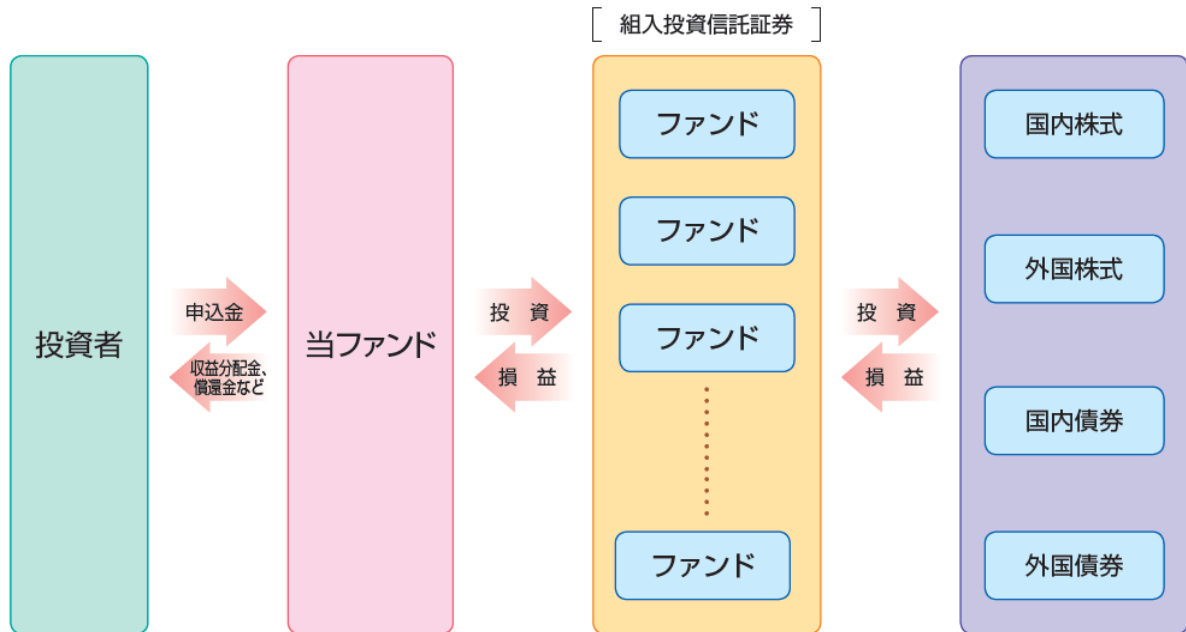 組入投資信託証券
投資者
申込金
収益分配金、
償還金など
当ファンド
投 資
損 益
ファンド
ファンド
ファンド
ファンド
投 資
損 益
国内株式
外国株式
国内債券
外国債券